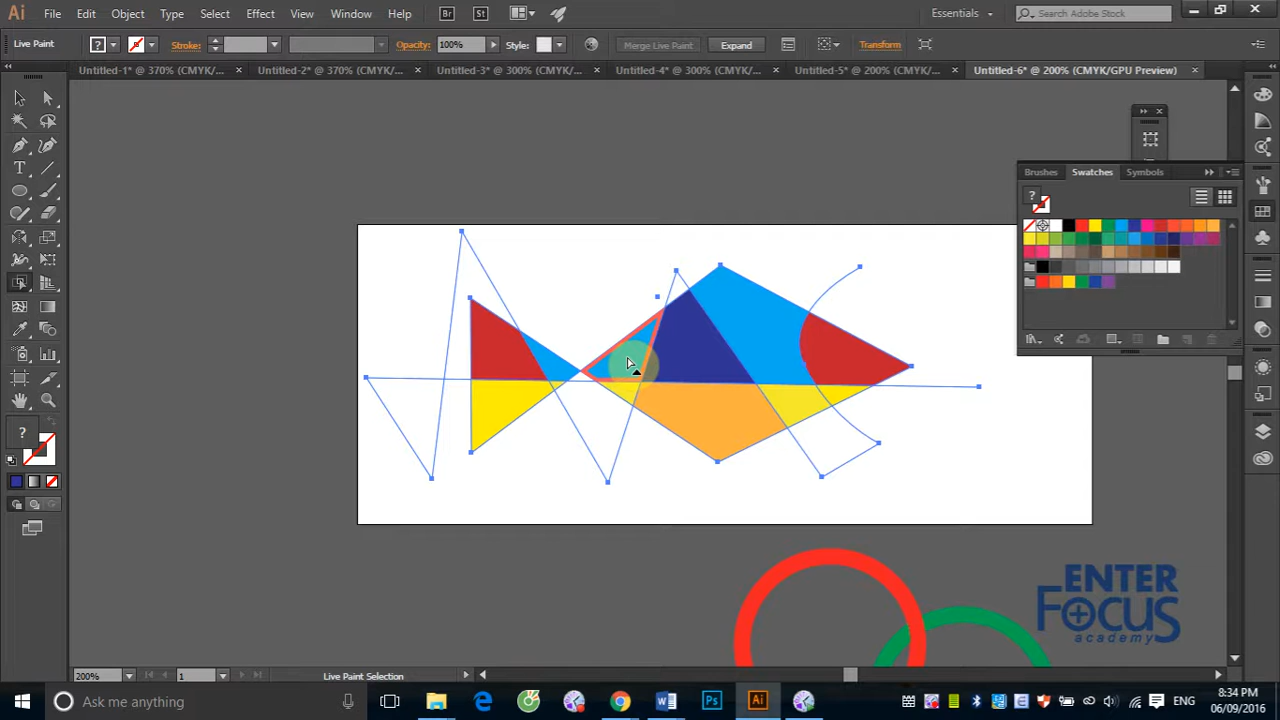 Ai File Edit Object Type Select Effect View Window Help Br St Essentials Search Adobe Stock
Live Paint ? Stroke: Opacity: 100% Style: Merge Live Paint Expand Transform
Untitled-1* @ 370% (CMYK/... Untitled-2* @ 370% (CMYK/... Untitled-3* @ 300% (CMYK/... Untitled-4* @ 300% (CMYK/... Untitled-5* @ 200% (CMYK/... Untitled-6* @ 200% (CMYK/GPU Preview)
Brushes Swatches Symbols
?
T
?
ENTER
FOCUS
academy
200% 1 Live Paint Selection
Ask me anything Ps Ai ENG 8:34 PM
06/09/2016